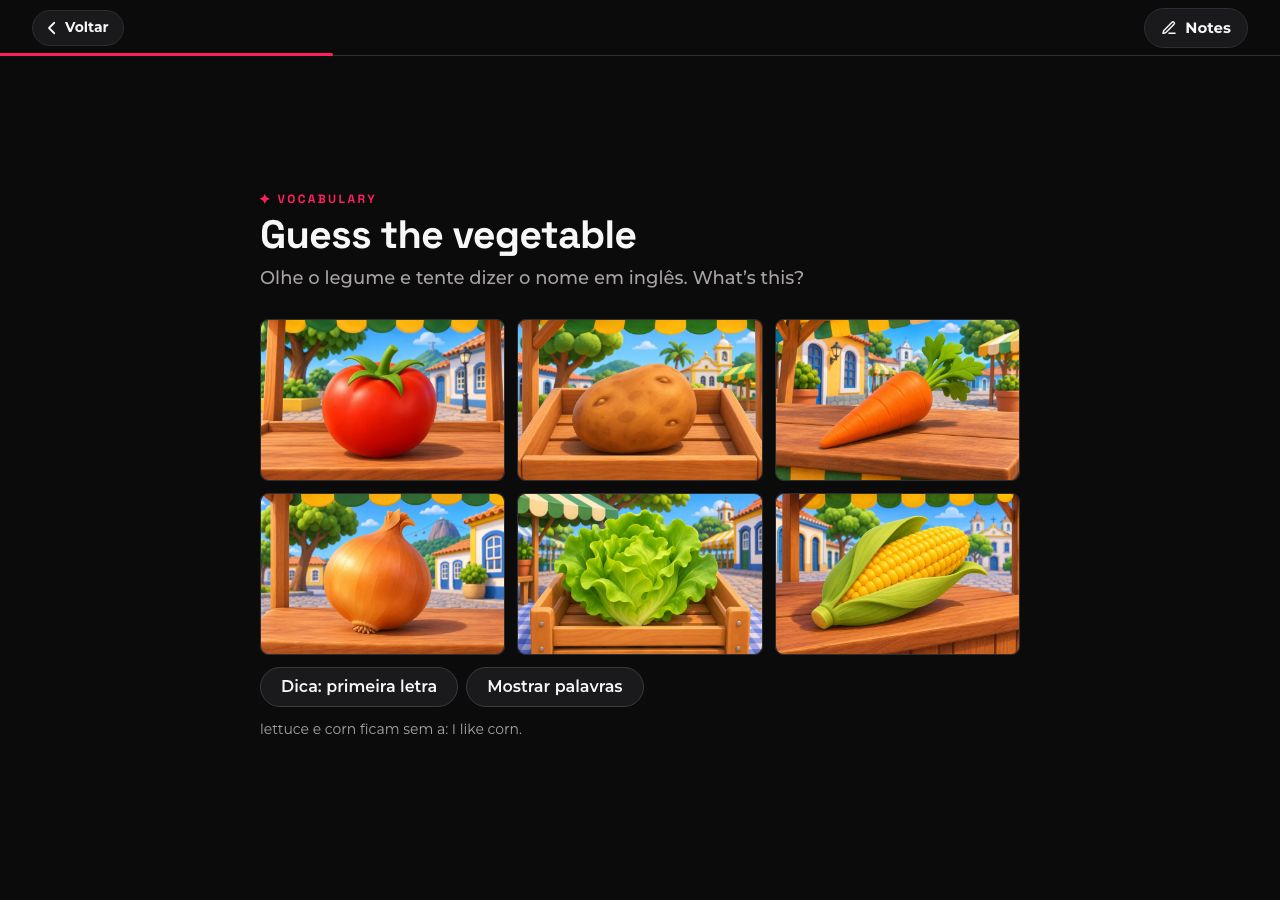 Voltar
Notes
VOCABULARY
Guess the vegetable
Olhe o legume e tente dizer o nome em inglês. What's this?
Dica: primeira letra
Mostrar palavras
lettuce e corn ficam sem a: I like corn.